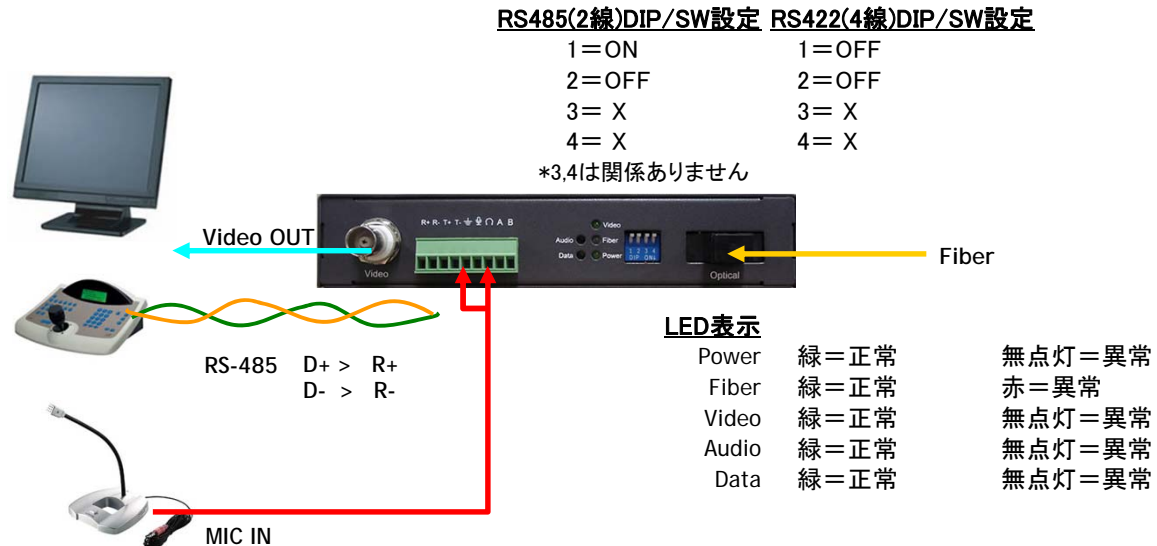 RS485(2線)DIP/SW設定 RS422(4線)DIP/SW設定
1＝ON 1＝OFF
2＝OFF 2＝OFF
3＝ X 3＝ X
4＝ X 4＝ X
*3,4は関係ありません
R+ R- T+ T- A B
Video
Audio Fiber
Data Power
1 2 3 4
DIP ON↓
Video
Optical
Video OUT
Fiber
RS-485 D+ > R+
D- > R-
MIC IN
LED表示
Power 緑＝正常 無点灯＝異常
Fiber 緑＝正常 赤＝異常
Video 緑＝正常 無点灯＝異常
Audio 緑＝正常 無点灯＝異常
Data 緑＝正常 無点灯＝異常